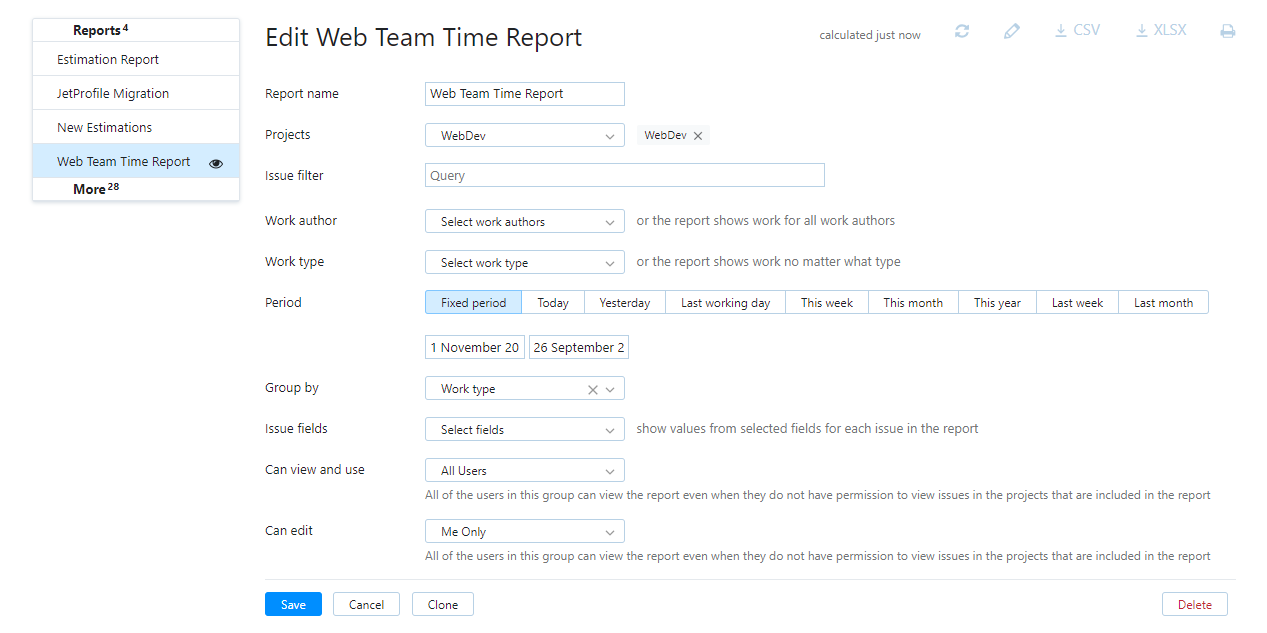 Reports 4
Estimation Report
JetProfile Migration
New Estimations
Web Team Time Report
More 28
Edit Web Team Time Report
calculated just now
CSV
XLSX
Report name
Web Team Time Report
Projects
WebDev
WebDev
Issue filter
Query
Work author
Select work authors
or the report shows work for all work authors
Work type
Select work type
or the report shows work no matter what type
Period
Fixed period
Today
Yesterday
Last working day
This week
This month
This year
Last week
Last month
1 November 20
26 September 2
Group by
Work type
Issue fields
Select fields
show values from selected fields for each issue in the report
Can view and use
All Users
All of the users in this group can view the report even when they do not have permission to view issues in the projects that are included in the report
Can edit
Me Only
All of the users in this group can view the report even when they do not have permission to view issues in the projects that are included in the report
Save
Cancel
Clone
Delete